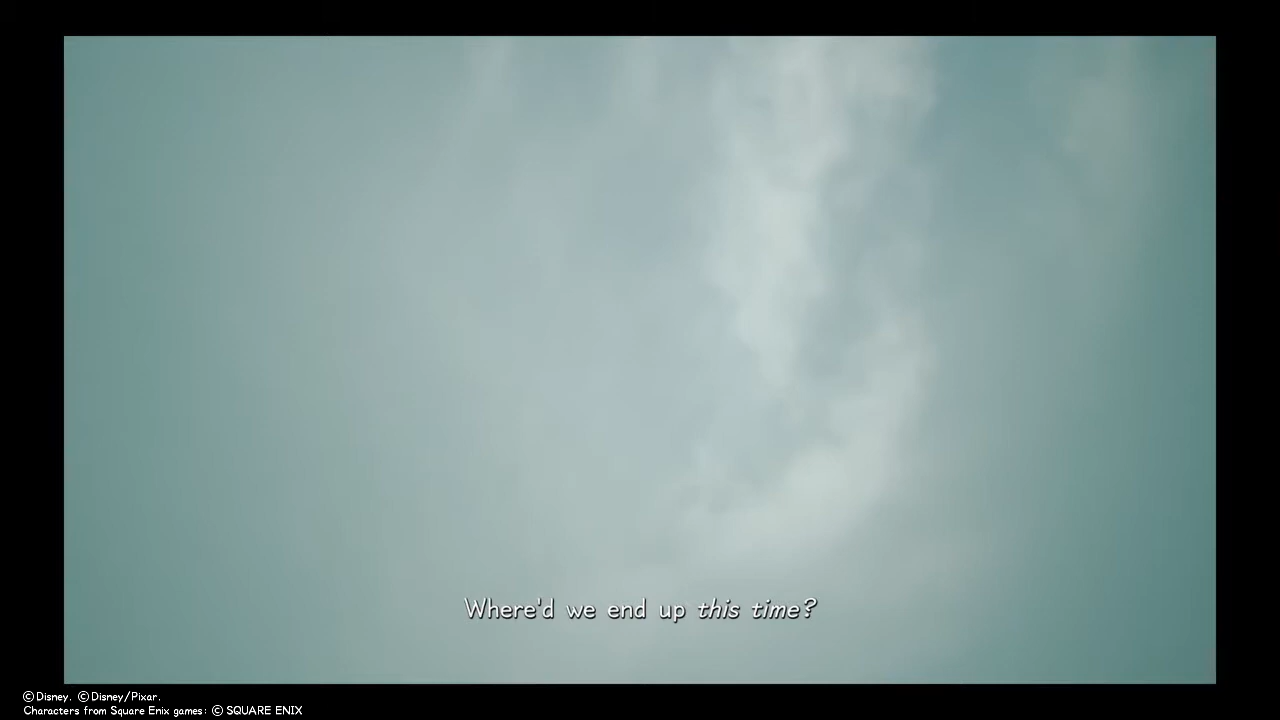 Where'd we end up this time?
©Disney. ©Disney/Pixar.
Characters from Square Enix games: © SQUARE ENIX